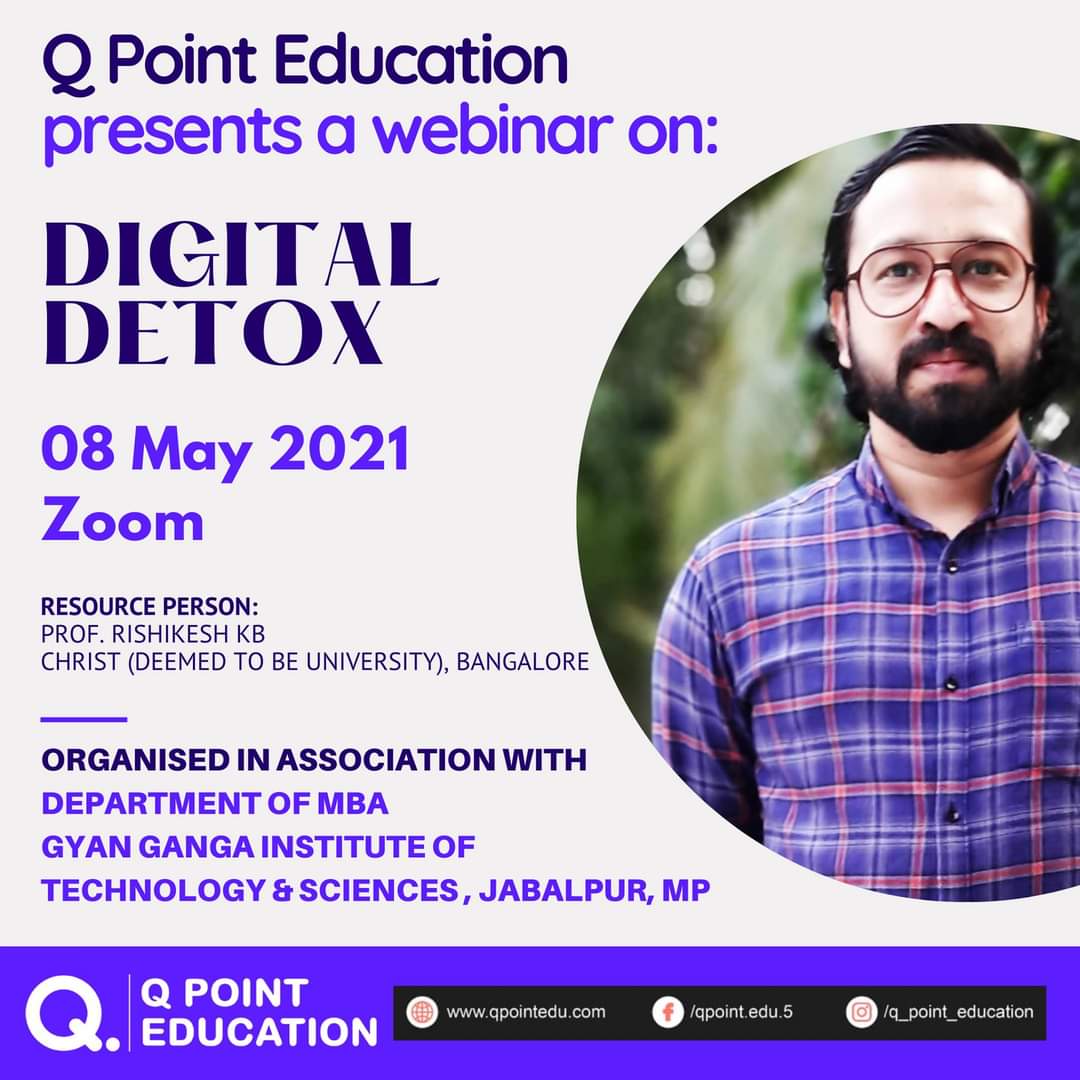 Q Point Education
presents a webinar on:
DIGITAL
DETOX
08 May 2021
Zoom
RESOURCE PERSON:
PROF. RISHIKESH KB
CHRIST (DEEMED TO BE UNIVERSITY), BANGALORE
ORGANISED IN ASSOCIATION WITH
DEPARTMENT OF MBA
GYAN GANGA INSTITUTE OF
TECHNOLOGY & SCIENCES , JABALPUR, MP
Q.
Q POINT
EDUCATION
www.qpointedu.com
/qpoint.edu.5
/q_point_education